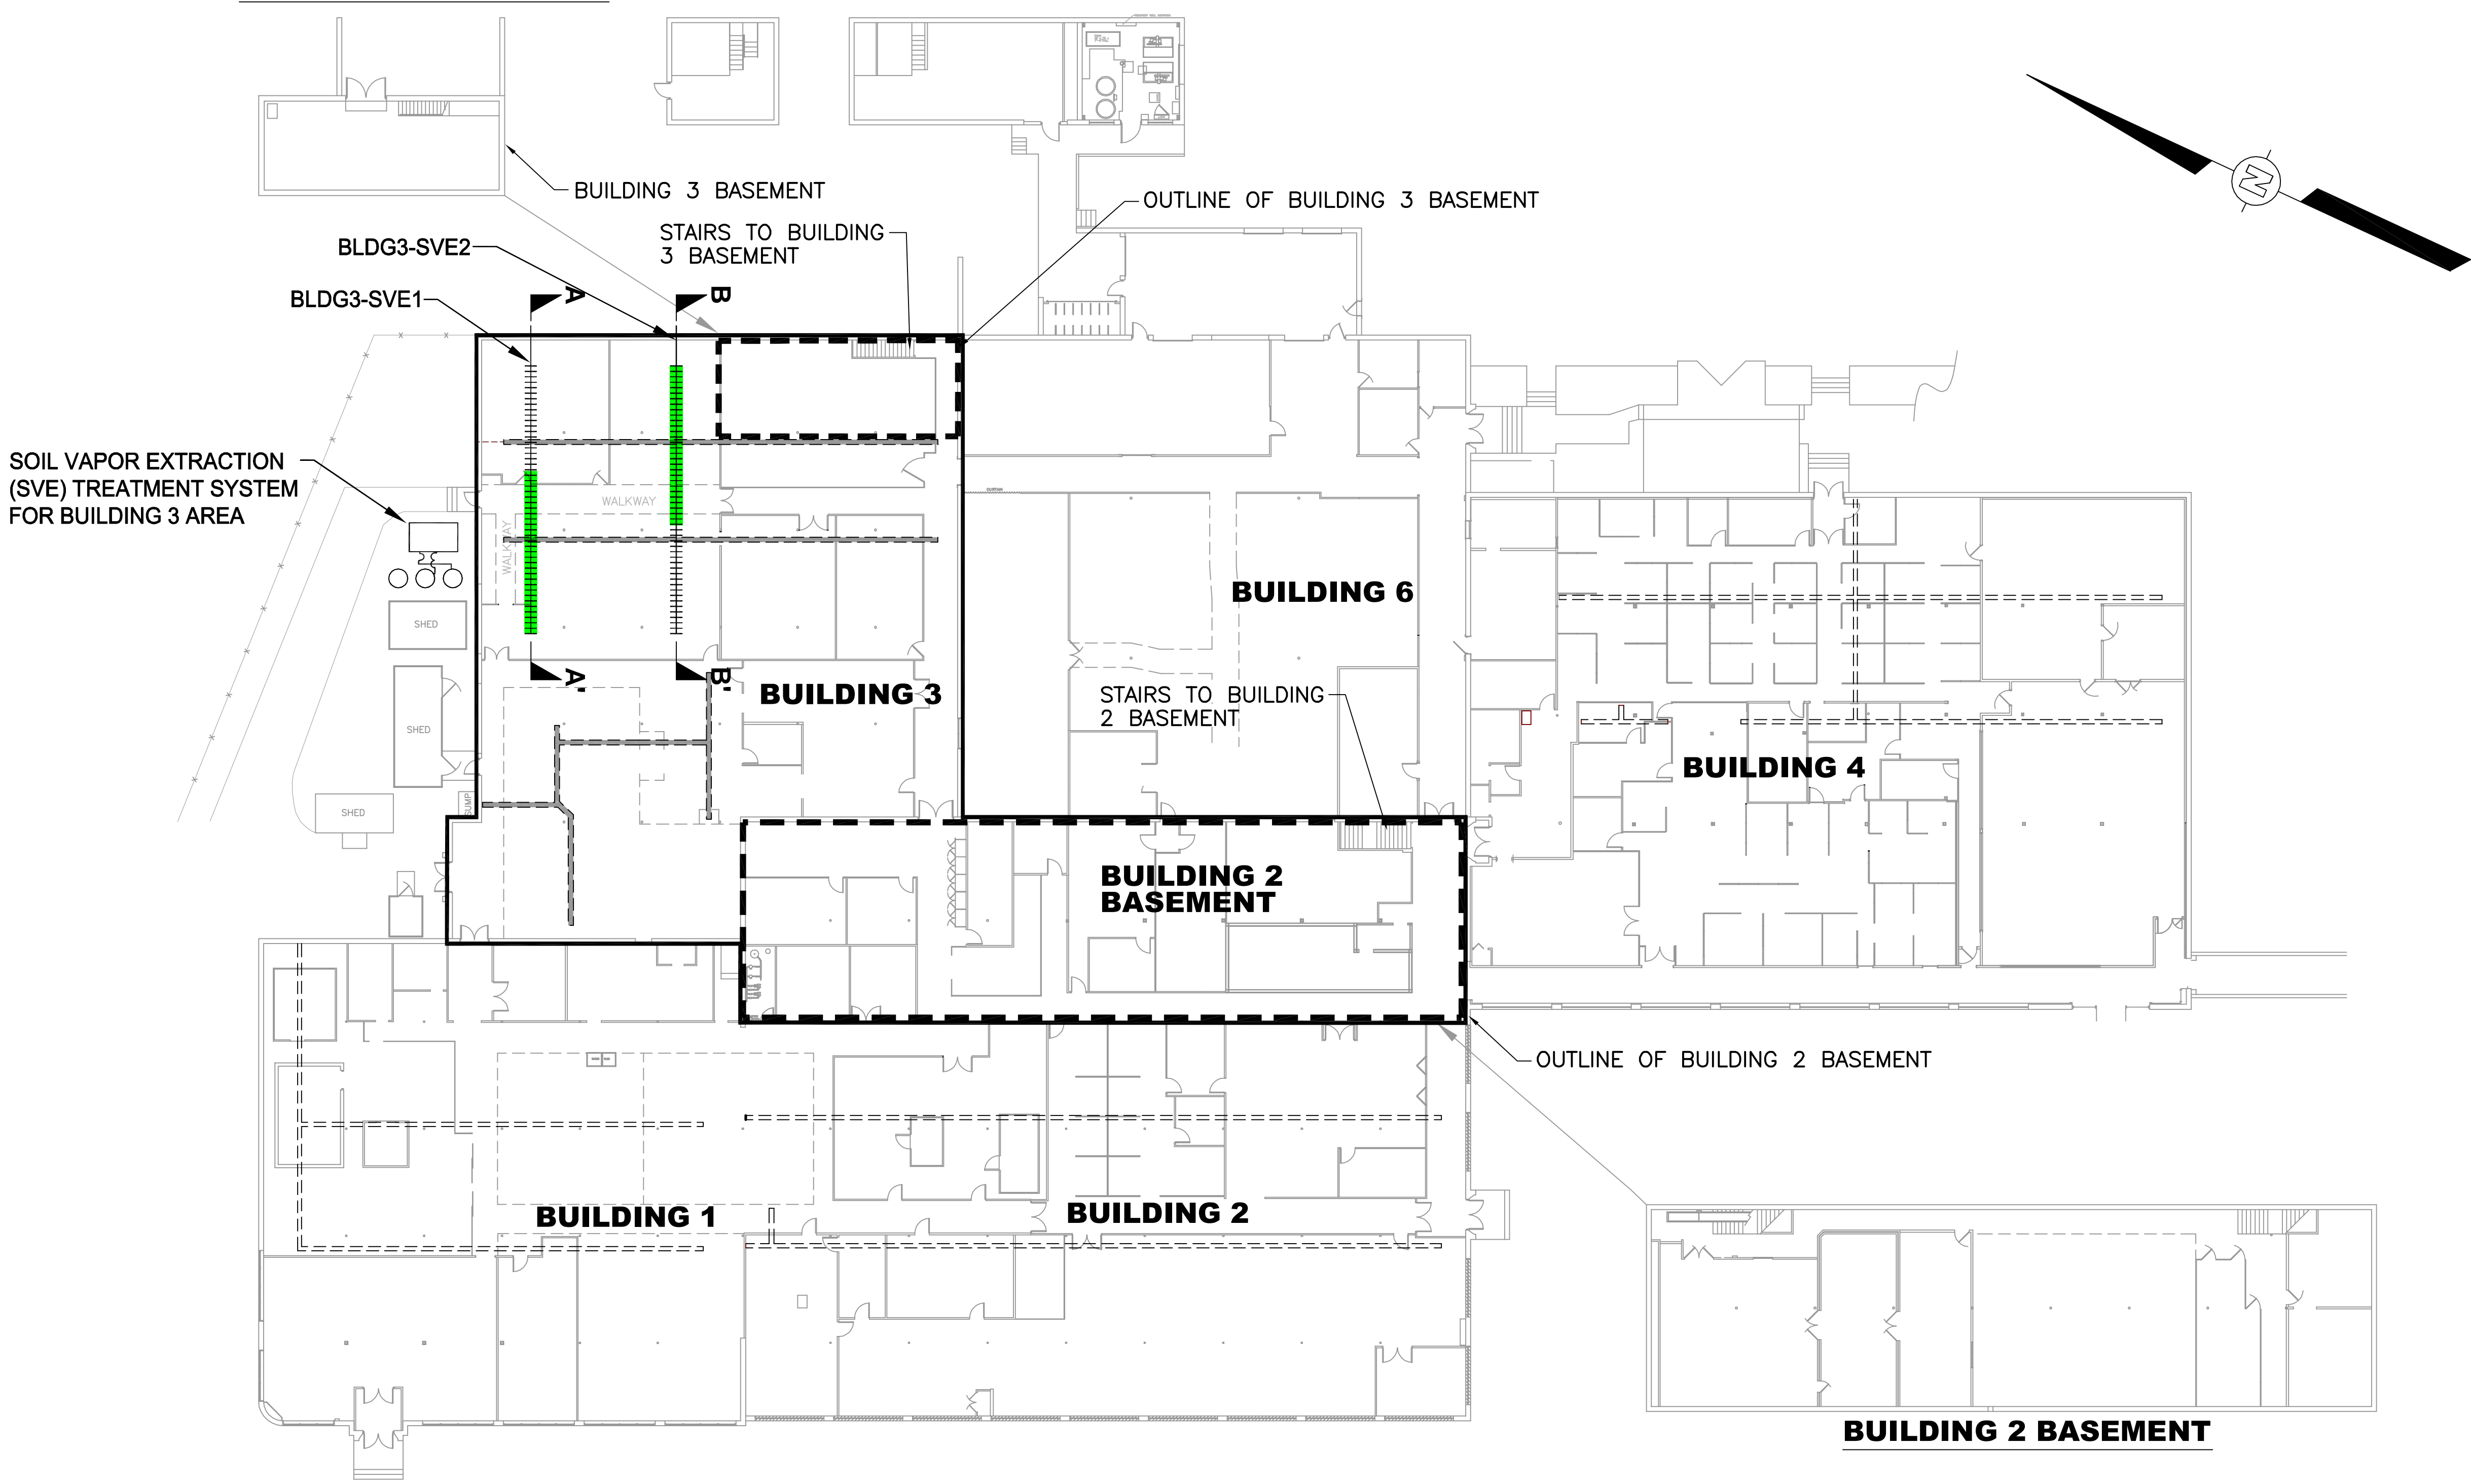 BUILDING 3 BASEMENT
OUTLINE OF BUILDING 3 BASEMENT
STAIRS TO BUILDING
3 BASEMENT
BLDG3-SVE2
BLDG3-SVE1
A
B
N
SOIL VAPOR EXTRACTION
(SVE) TREATMENT SYSTEM
FOR BUILDING 3 AREA
WALKWAY
WALKWAY
SHED
SHED
SHED
SUMP
A'
B'
BUILDING 3
BUILDING 6
STAIRS TO BUILDING
2 BASEMENT
BUILDING 4
BUILDING 2
BASEMENT
OUTLINE OF BUILDING 2 BASEMENT
BUILDING 1
BUILDING 2
BUILDING 2 BASEMENT